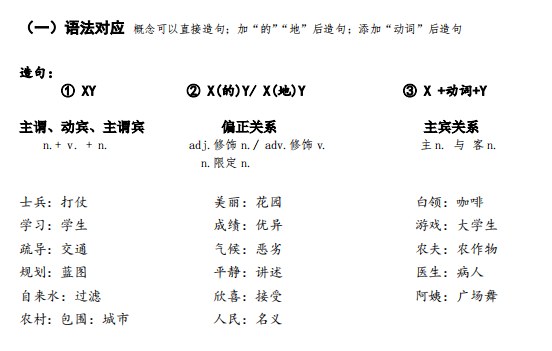 （一）语法对应 概念可以直接造句；加“的”“地”后造句；添加“动词”后造句
造句：
① XY ② X(的)Y/ X(地)Y ③ X +动词+Y
主谓、动宾、主谓宾 偏正关系 主宾关系
n.+ v. + n. adj.修饰 n./ adv.修饰 v. 主 n. 与 客 n.
n.限定 n.
士兵：打仗 美丽：花园 白领：咖啡
学习：学生 成绩：优异 游戏：大学生
疏导：交通 气候：恶劣 农夫：农作物
规划：蓝图 平静：讲述 医生：病人
自来水：过滤 欣喜：接受 阿姨：广场舞
农村：包围：城市 人民：名义